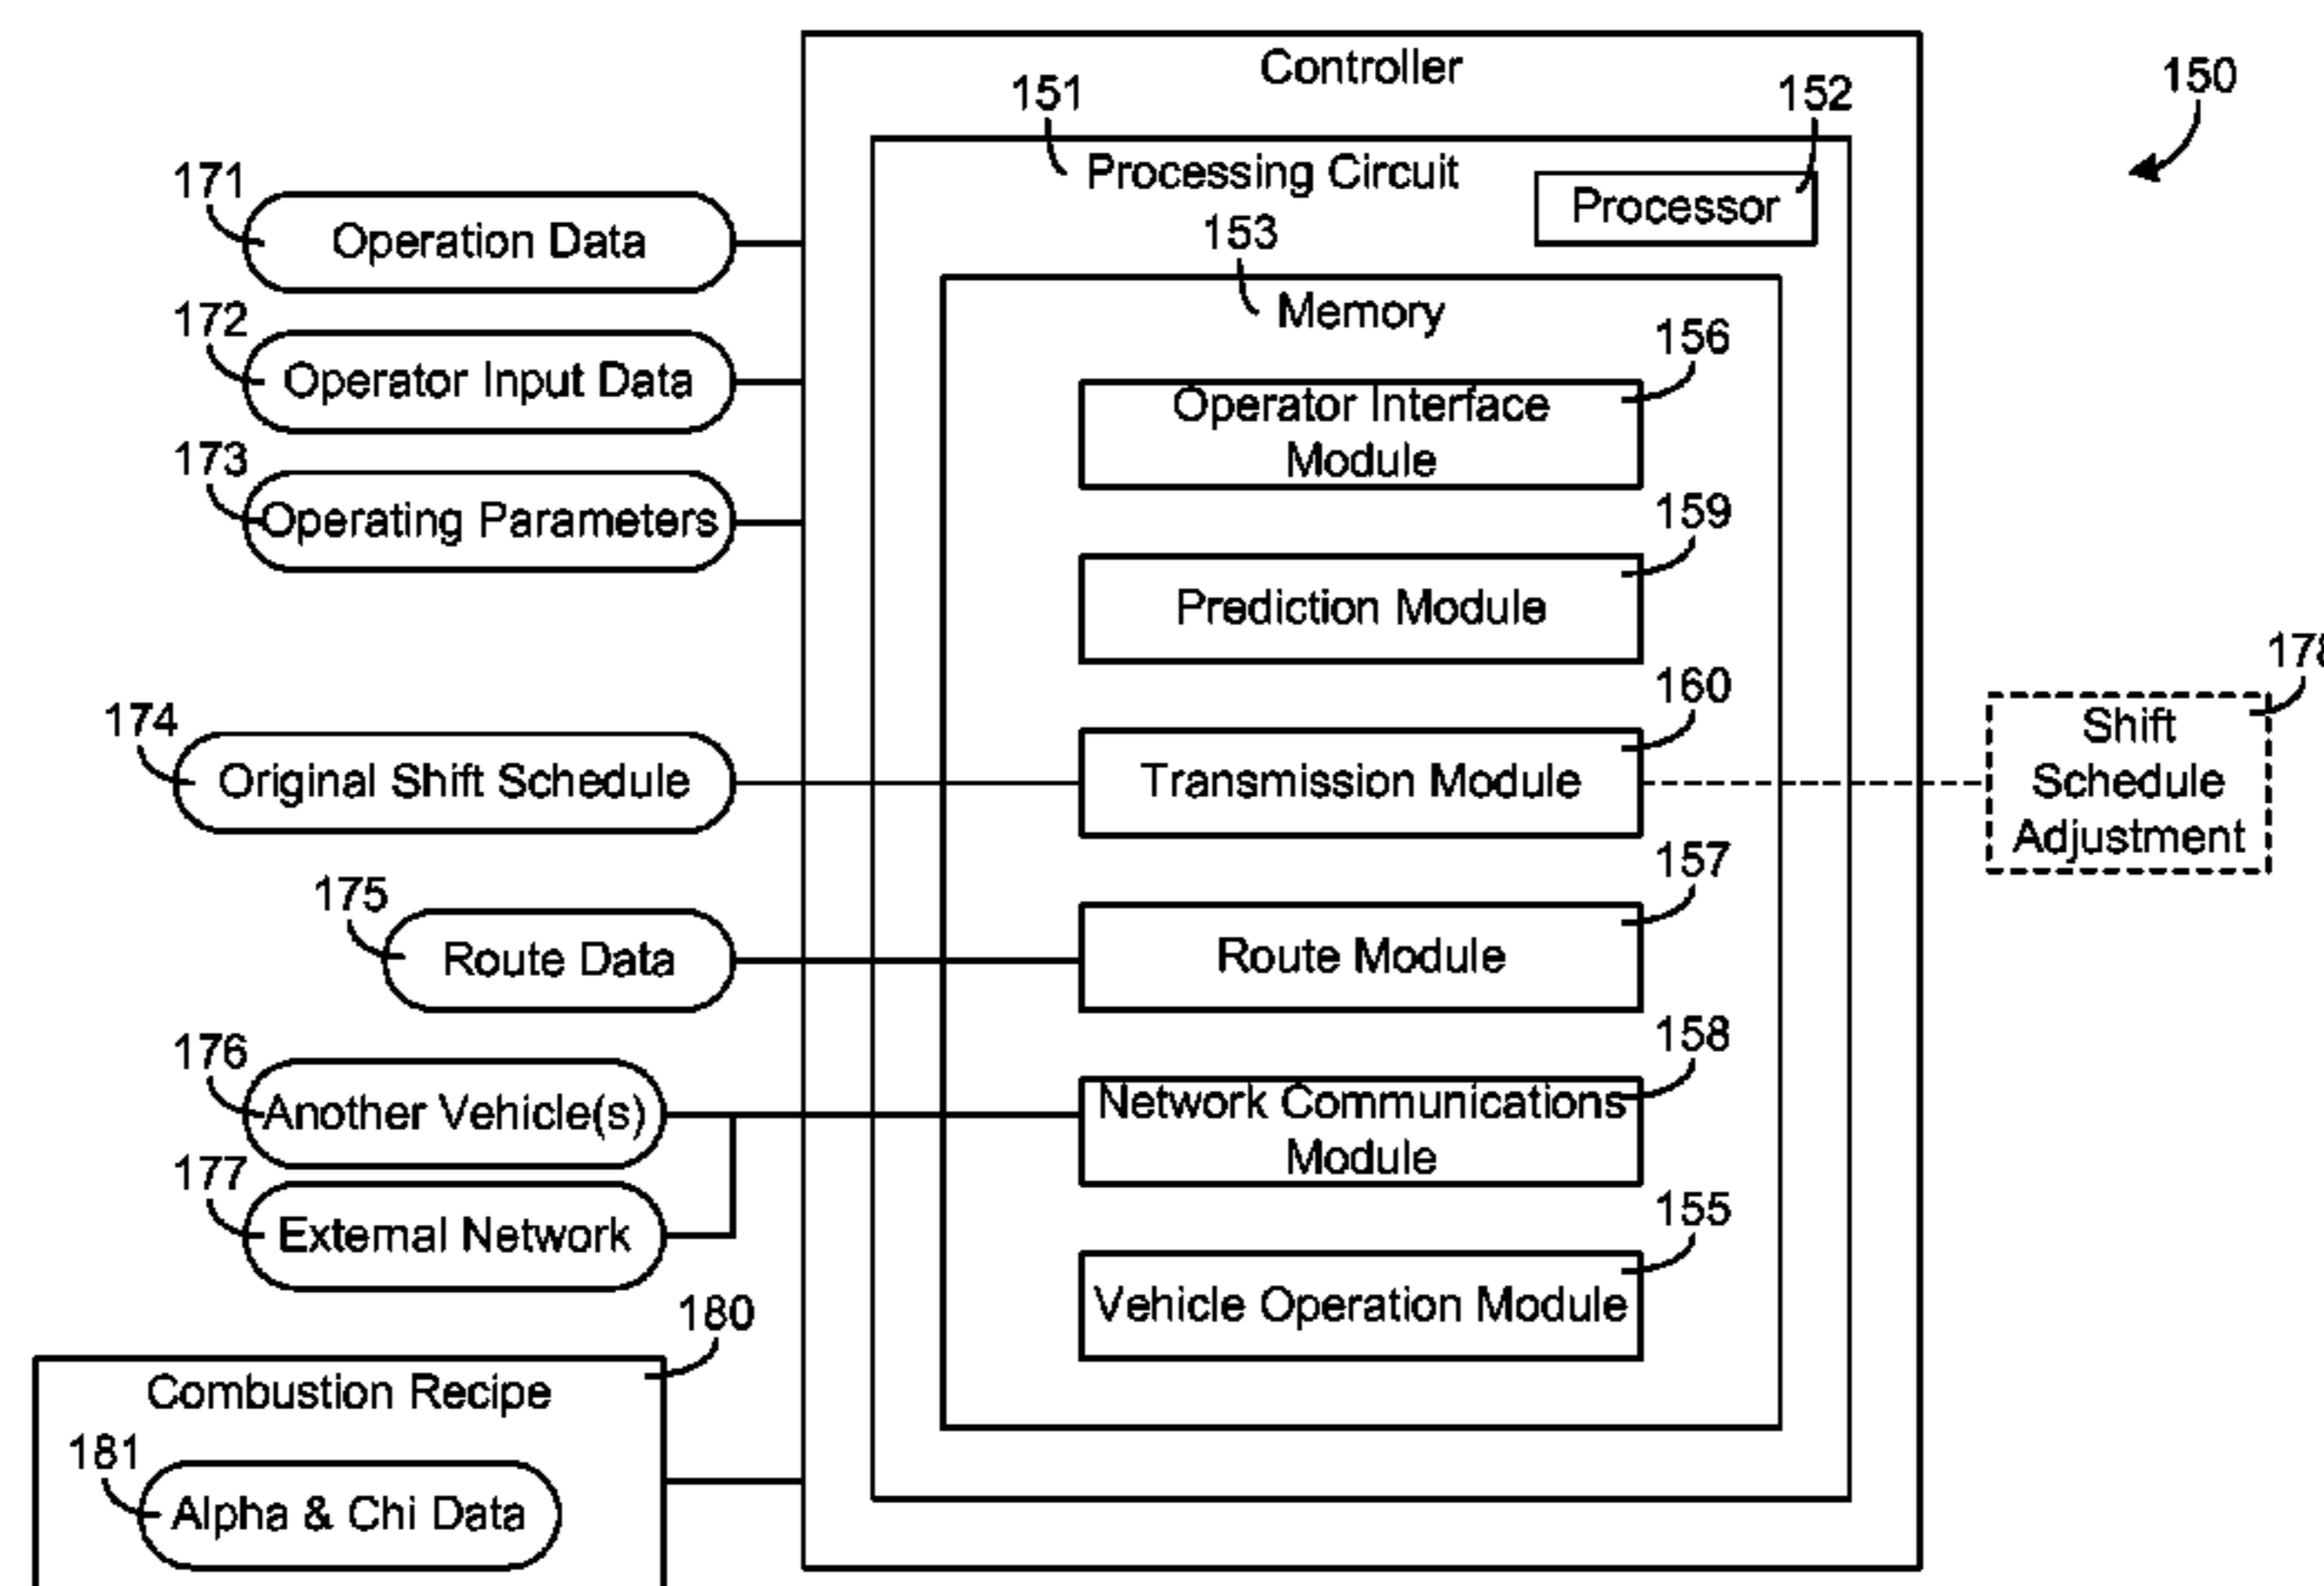 Controller
150
151
152
Processing Circuit
Processor
171
Operation Data
153
Memory
172
Operator Input Data
156
Operator Interface
Module
173
Operating Parameters
159
Prediction Module
178
160
174
Original Shift Schedule
Transmission Module
Shift
Schedule
Adjustment
157
175
Route Data
Route Module
158
176
Another Vehicle(s)
Network Communications
Module
177
External Network
155
Vehicle Operation Module
180
Combustion Recipe
181
Alpha & Chi Data